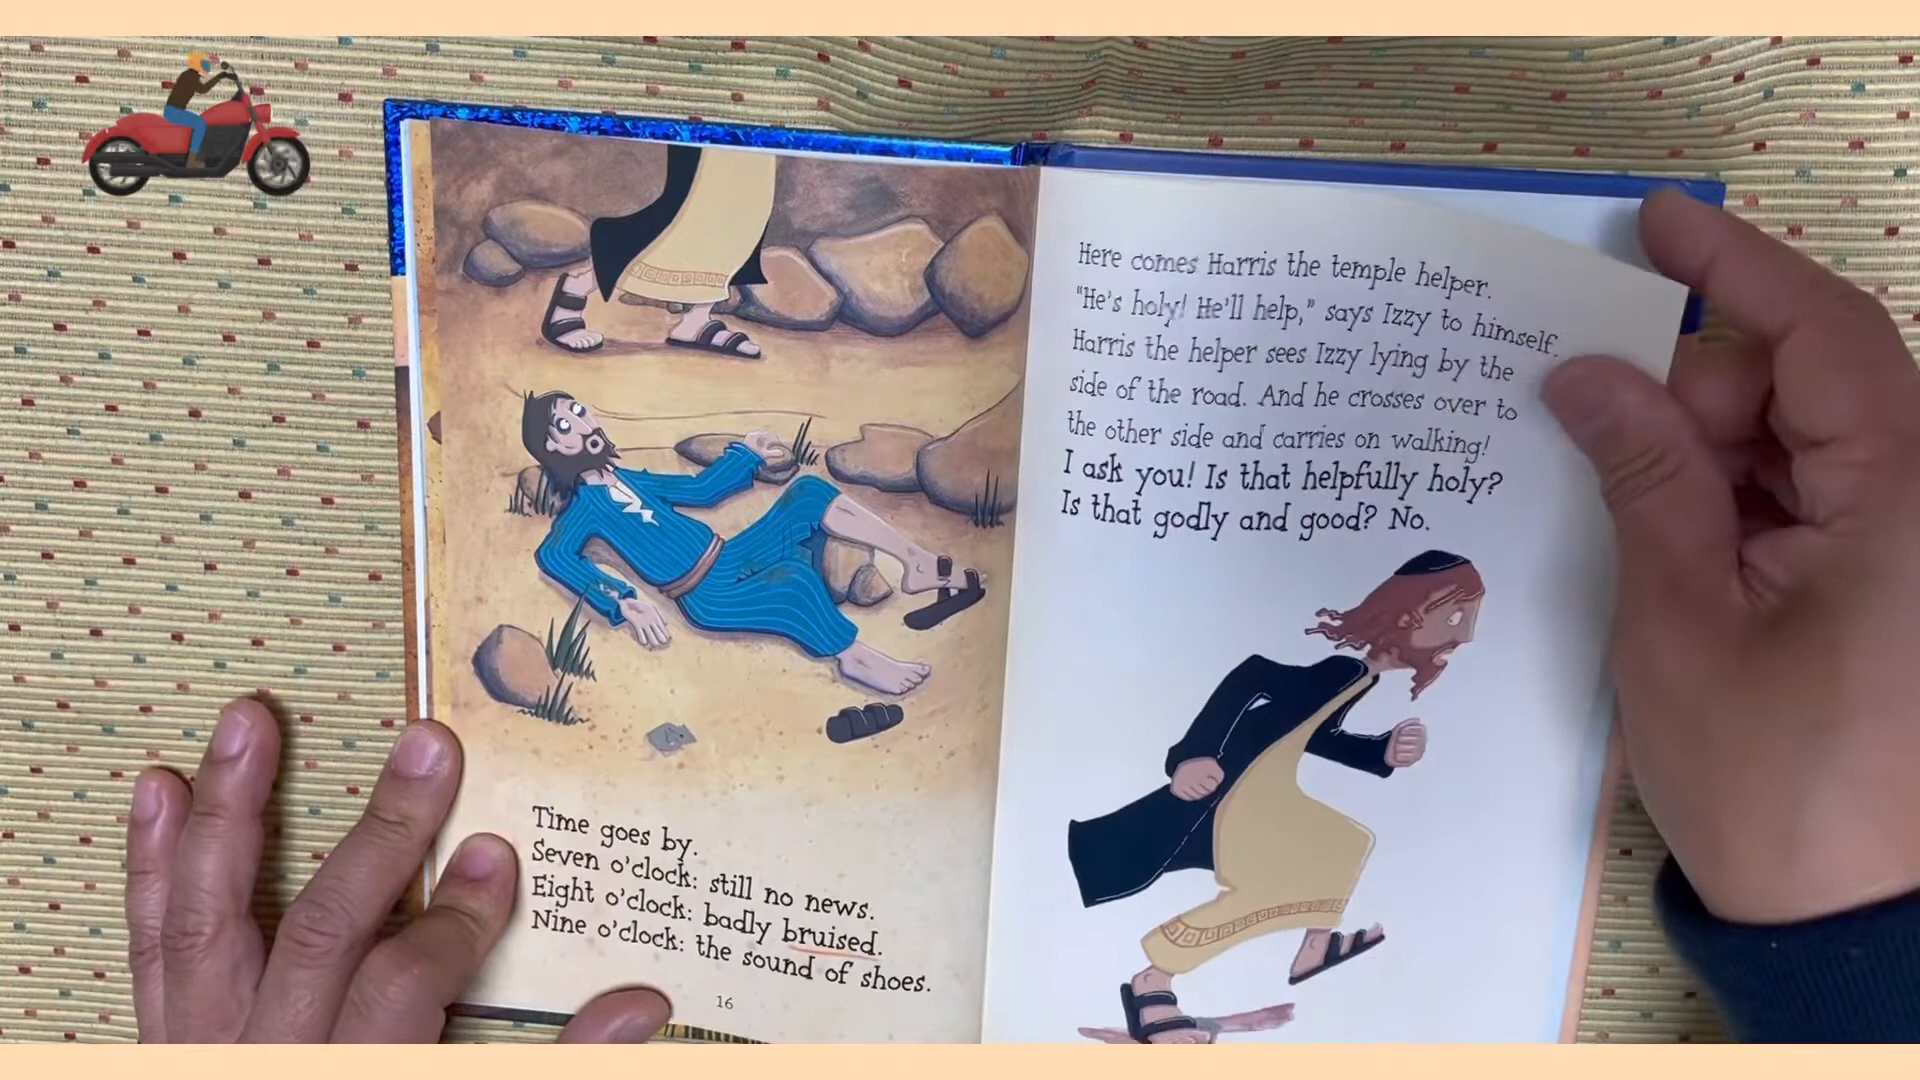 Time goes by.
Seven o'clock: still no news.
Eight o'clock: badly bruised.
Nine o'clock: the sound of shoes.
16
Here comes Harris the temple helper.
"He's holy! He'll help," says Izzy to himself.
Harris the helper sees Izzy lying by the
side of the road. And he crosses over to
the other side and carries on walking!
I ask you! Is that helpfully holy?
Is that godly and good? No.